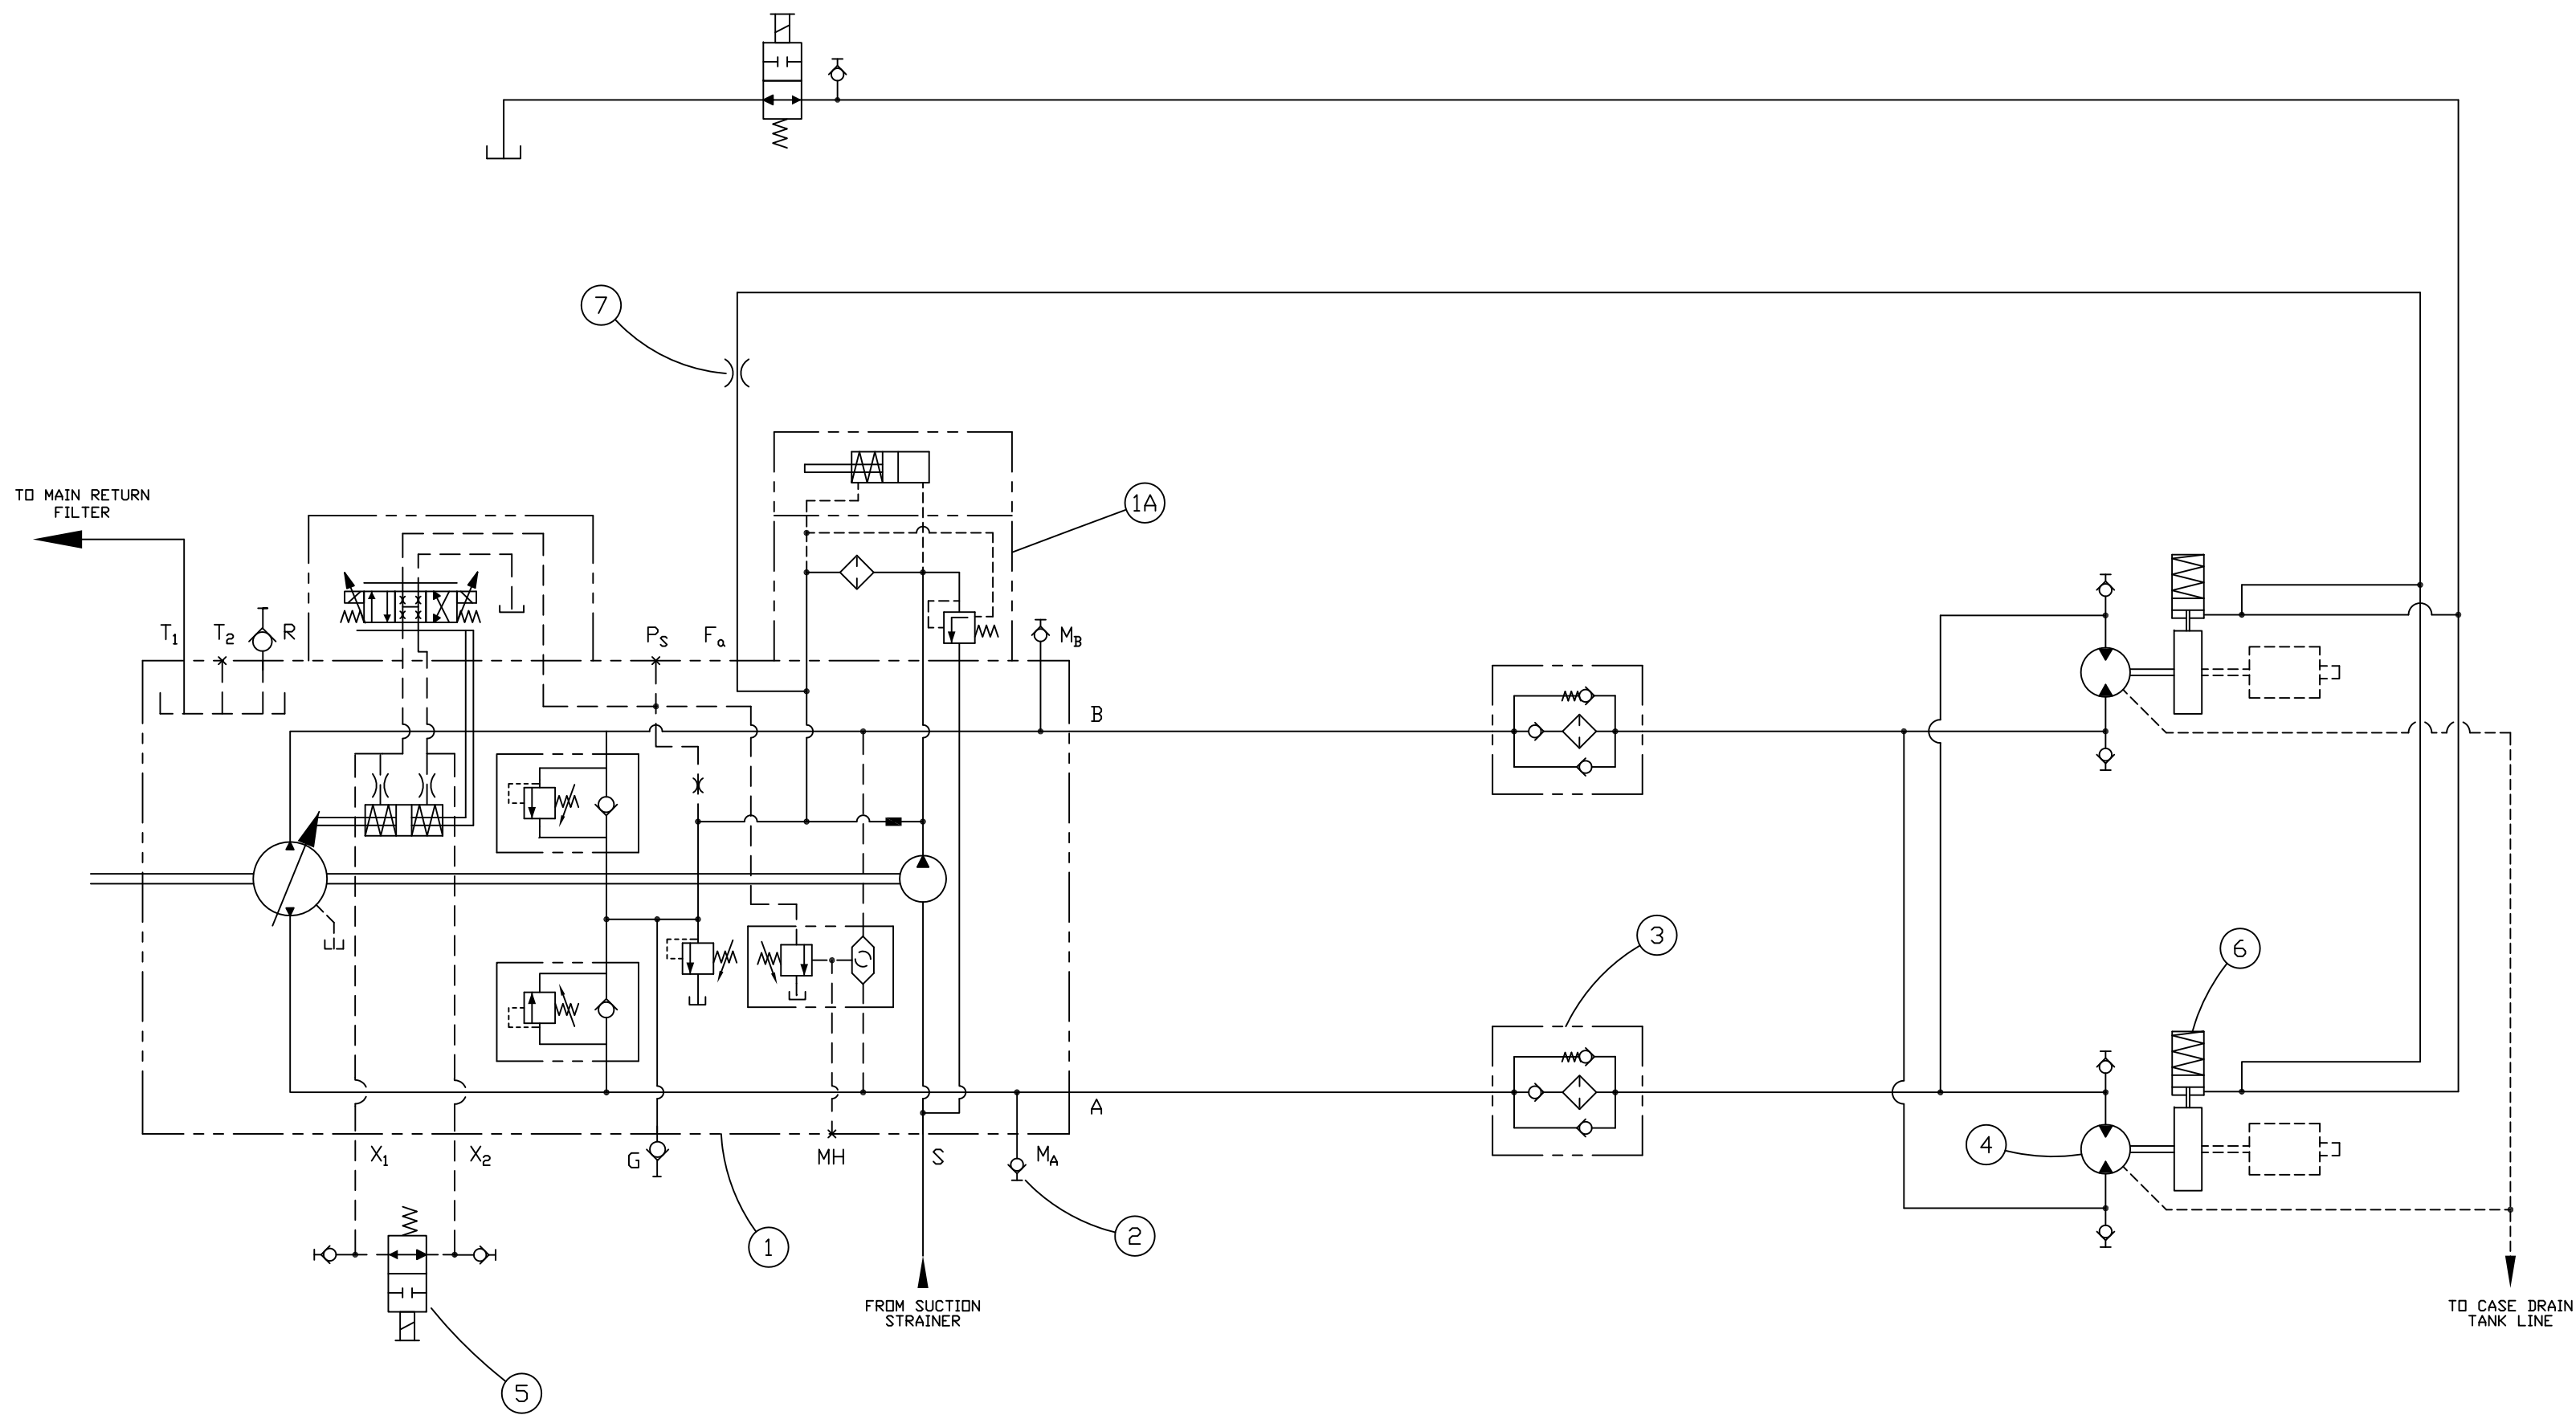 7
1A
TO MAIN RETURN
FILTER
T1
T2
R
PS
Fa
MB
B
3
6
A
X1
X2
G
MH
S
MA
4
1
2
FROM SUCTION
STRAINER
TO CASE DRAIN
TANK LINE
5